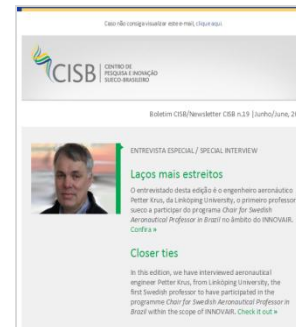 Caso não consiga visualizar este e-mail, clique aqui.
CISB
CENTRO DE
PESQUISA E INOVAÇÃO
SUECO-BRASILEIRO
Boletim CISB/Newsletter CISB n.19 | Junho/June, 20
ENTREVISTA ESPECIAL / SPECIAL INTERVIEW
Laços mais estreitos
O entrevistado desta edição é o engenheiro aeronáutico
Petter Krus, da Linköping University, o primeiro professor
sueco a participar do programa Chair for Swedish
Aeronautical Professor in Brazil no âmbito do INNOVAIR.
Confira »
Closer ties
In this edition, we have interviewed aeronautical
engineer Petter Krus, from Linköping University, the
first Swedish professor to have participated in the
programme Chair for Swedish Aeronautical Professor in
Brazil within the scope of INNOVAIR. Check it out »